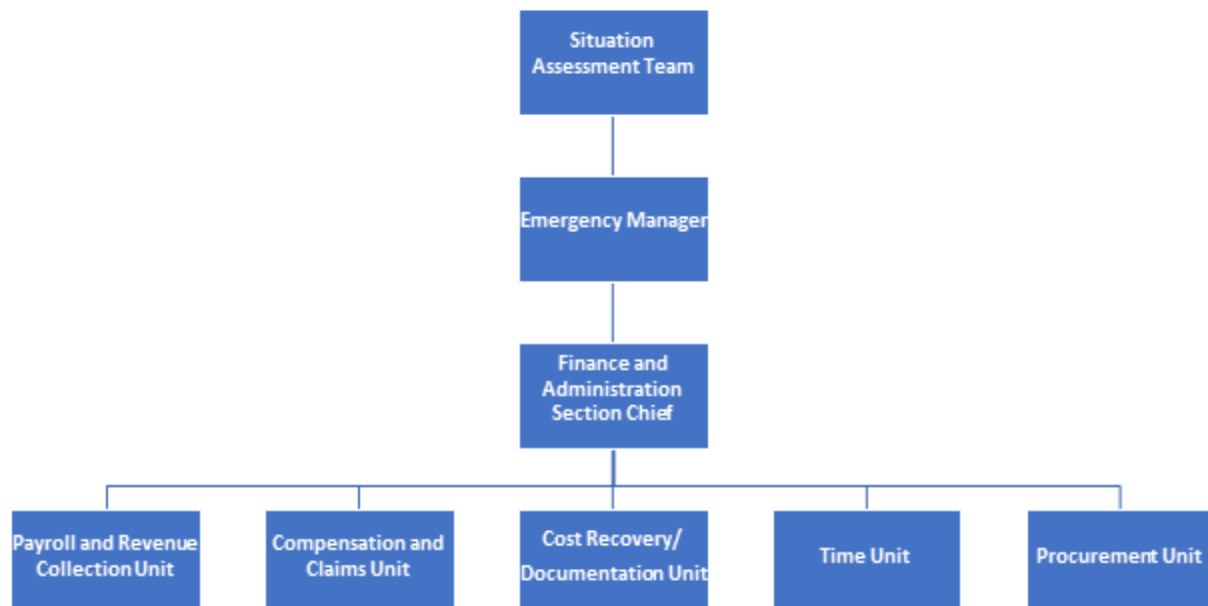 Situation
Assessment Team
Emergency Manager
Finance and
Administration
Section Chief
Payroll and Revenue
Collection Unit
Compensation and
Claims Unit
Cost Recovery/
Documentation Unit
Time Unit
Procurement Unit